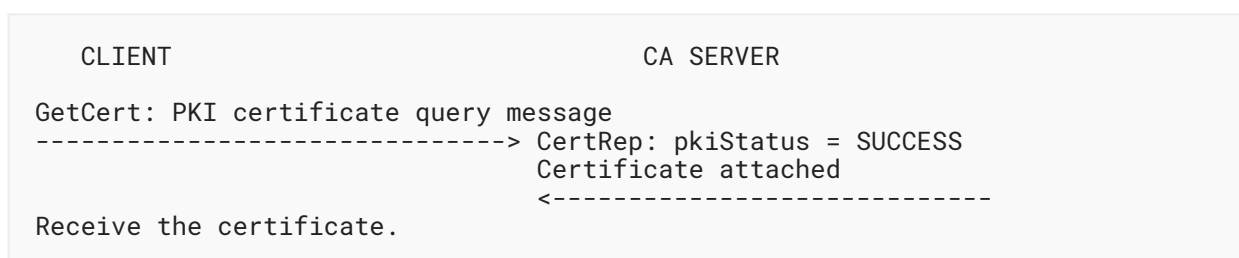 CLIENT                               CA SERVER
GetCert: PKI certificate query message
-------------------------------> CertRep: pkiStatus = SUCCESS
                                 Certificate attached
                                 <-----------------------------
Receive the certificate.